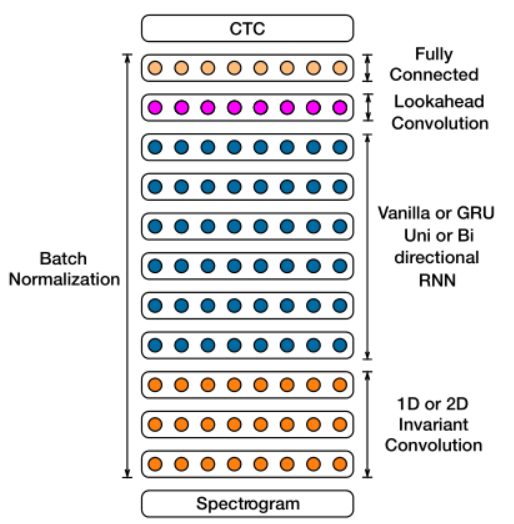 CTC
Fully
Connected
Lookahead
Convolution
Vanilla or GRU
Uni or Bi
directional
RNN
Batch
Normalization
1D or 2D
Invariant
Convolution
Spectrogram